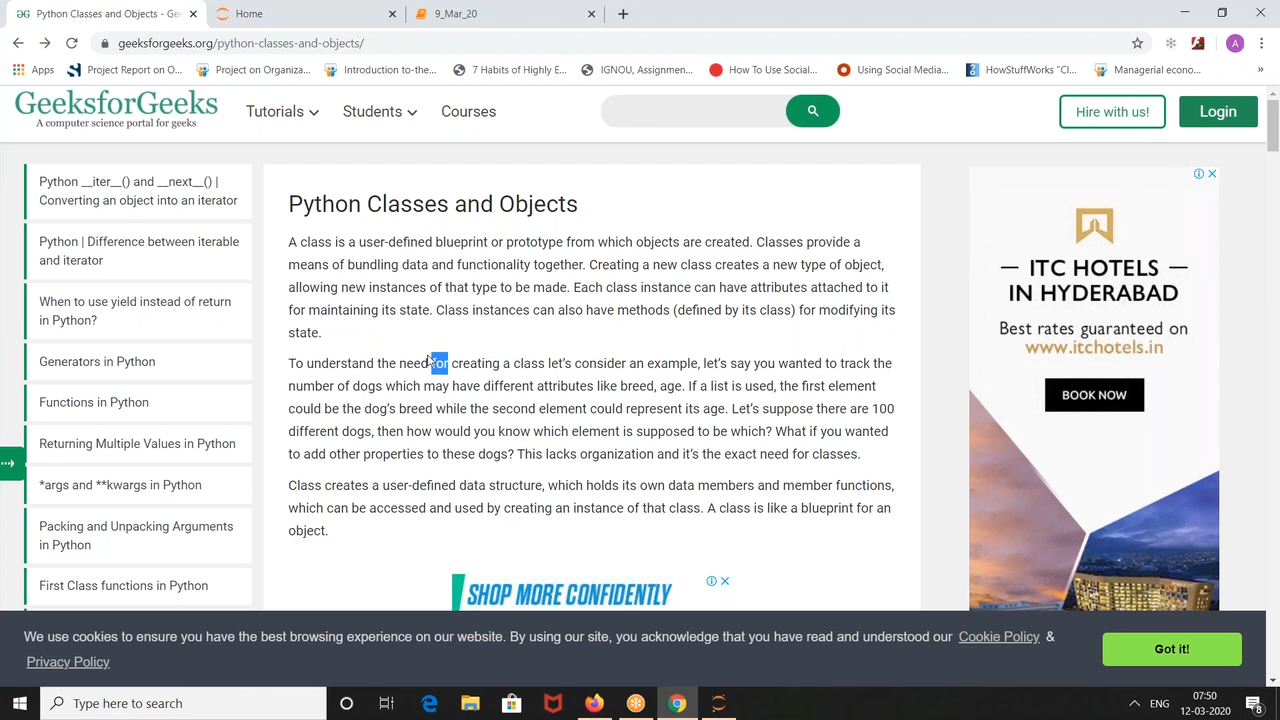 Python Classes and Objects - Gee
Home
9_Mar_20
geeksforgeeks.org/python-classes-and-objects/
A
Apps
Project Report on O...
Project on Organiza...
Introduction-to-the...
7 Habits of Highly E...
IGNOU, Assignmen...
How To Use Social...
Using Social Media...
HowStuffWorks "Cl...
Managerial econo...
»
GeeksforGeeks
A computer science portal for geeks
Tutorials
Students
Courses
Hire with us!
Login
Python __iter__() and __next__() |
Converting an object into an iterator
Python | Difference between iterable
and iterator
When to use yield instead of return
in Python?
Generators in Python
Functions in Python
Returning Multiple Values in Python
*args and **kwargs in Python
Packing and Unpacking Arguments
in Python
First Class functions in Python
Python Classes and Objects
A class is a user-defined blueprint or prototype from which objects are created. Classes provide a
means of bundling data and functionality together. Creating a new class creates a new type of object,
allowing new instances of that type to be made. Each class instance can have attributes attached to it
for maintaining its state. Class instances can also have methods (defined by its class) for modifying its
state.
To understand the need for creating a class let's consider an example, let's say you wanted to track the
number of dogs which may have different attributes like breed, age. If a list is used, the first element
could be the dog's breed while the second element could represent its age. Let's suppose there are 100
different dogs, then how would you know which element is supposed to be which? What if you wanted
to add other properties to these dogs? This lacks organization and it's the exact need for classes.
Class creates a user-defined data structure, which holds its own data members and member functions,
which can be accessed and used by creating an instance of that class. A class is like a blueprint for an
object.
SHOP MORE CONFIDENTLY
ITC HOTELS
IN HYDERABAD
Best rates guaranteed on
www.itchotels.in
BOOK NOW
We use cookies to ensure you have the best browsing experience on our website. By using our site, you acknowledge that you have read and understood our Cookie Policy &
Privacy Policy
Got it!
Type here to search
ENG
07:50
12-03-2020
8